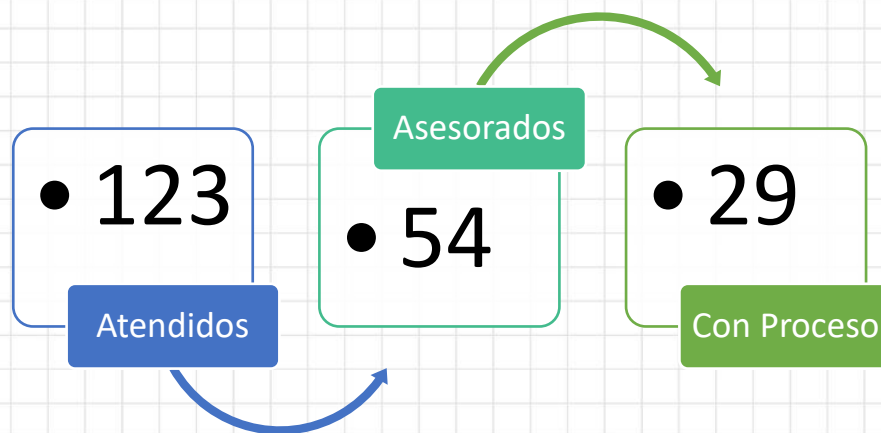 • 123
Atendidos
Asesorados
• 54
• 29
Con Proceso